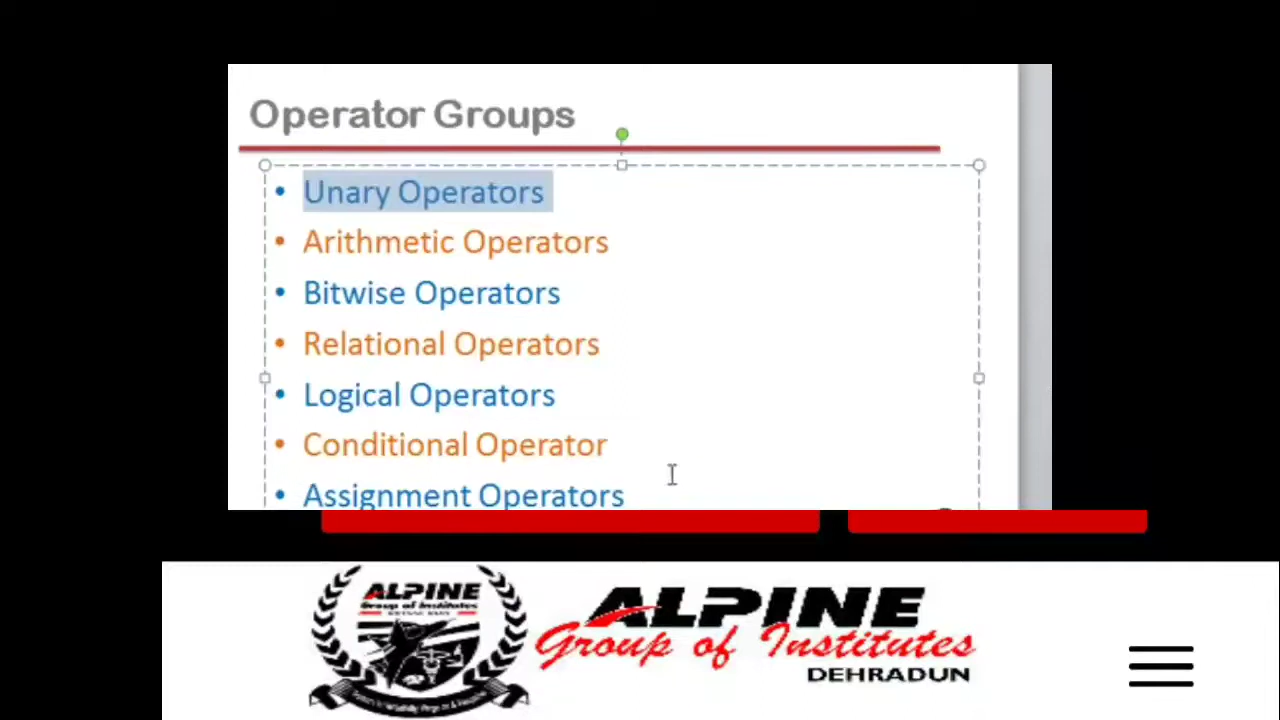 Operator Groups
• Unary Operators
• Arithmetic Operators
• Bitwise Operators
• Relational Operators
• Logical Operators
• Conditional Operator
• Assignment Operators
ALPINE
Group of Institutes
ALPINE
Group of Institutes
DEHRADUN